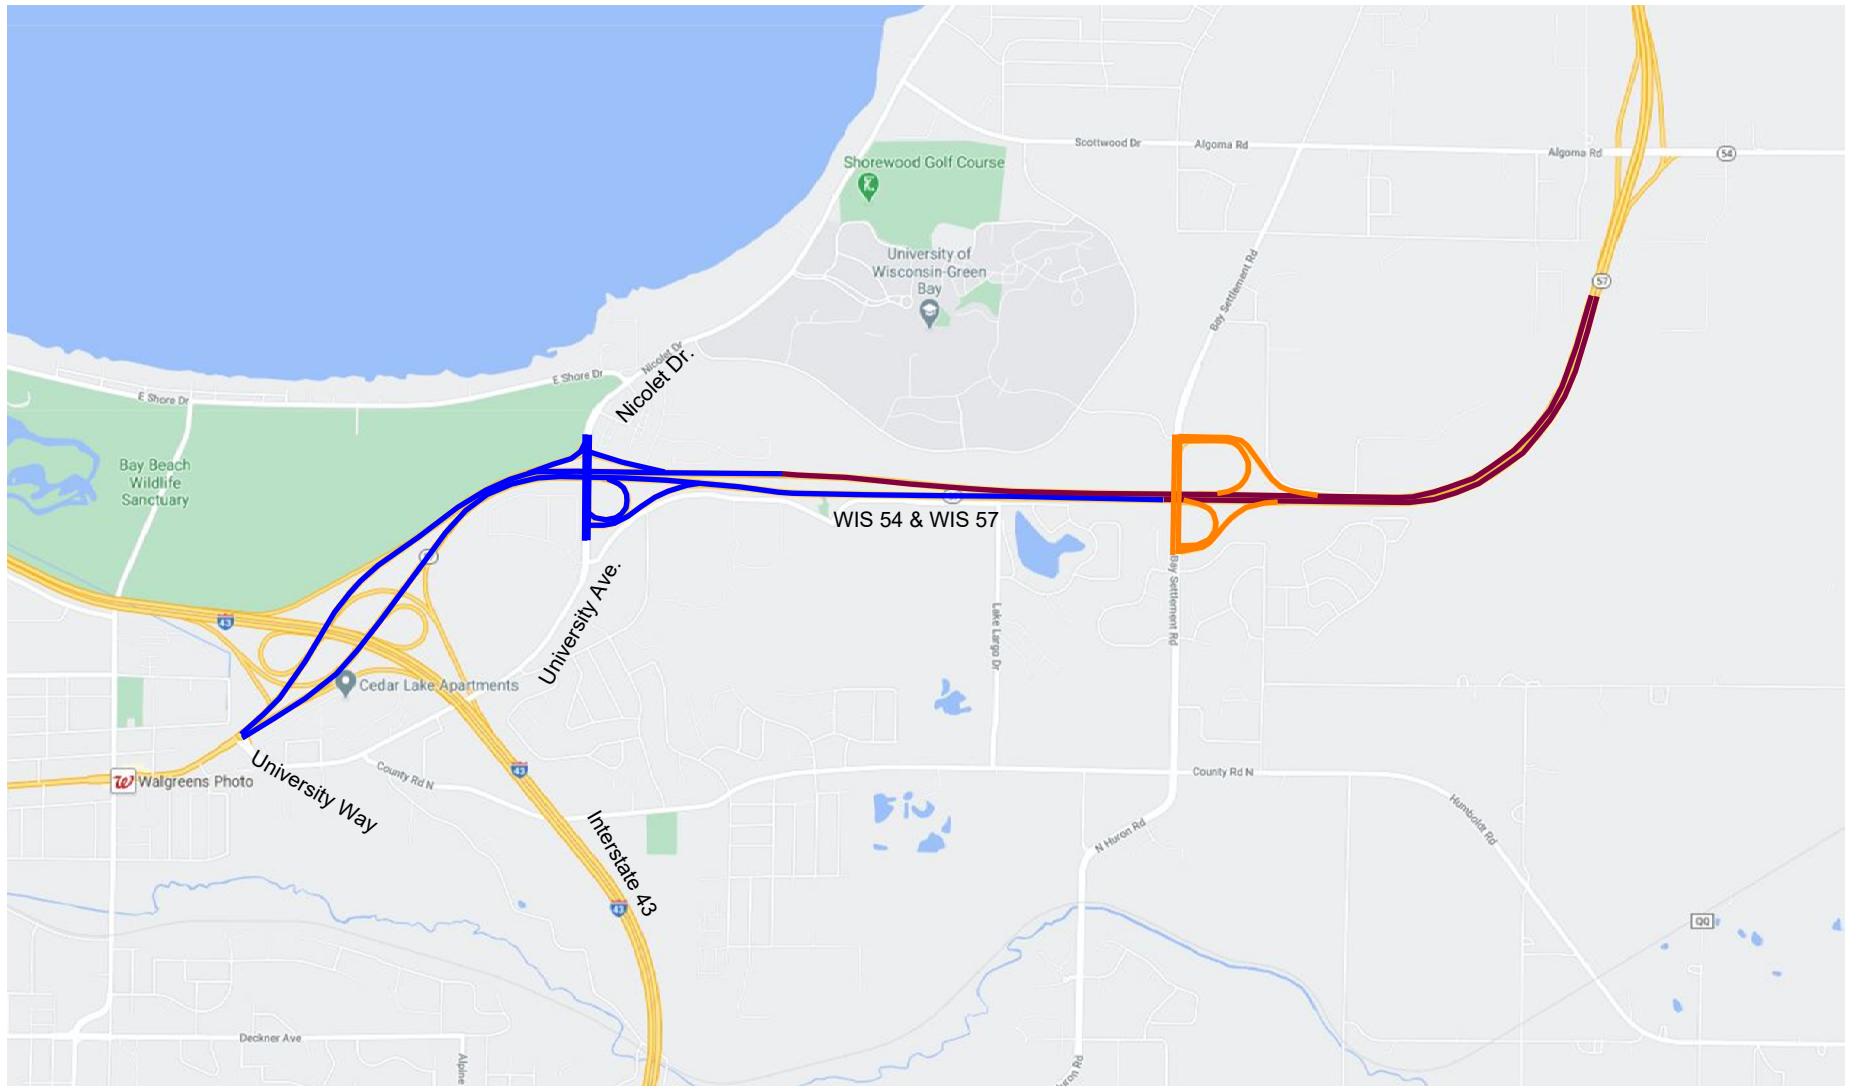 Scottwood Dr
Algoma Rd
Algoma Rd
54
Shorewood Golf Course
University of
Wisconsin-Green
Bay
Bay Settlement Rd
57
Nicolet Dr
Nicolet Dr.
E Shore Dr
E Shore Dr
Bay Beach
Wildlife
Sanctuary
WIS 54 & WIS 57
University Ave.
Bay Settlement Rd
Lake Largo Dr
43
Cedar Lake Apartments
University Way
W
Walgreens Photo
County Rd N
43
County Rd N
Humboldt Rd
N Huron Rd
Interstate 43
43
QQ
Deckner Ave
Alpine
uron Rd